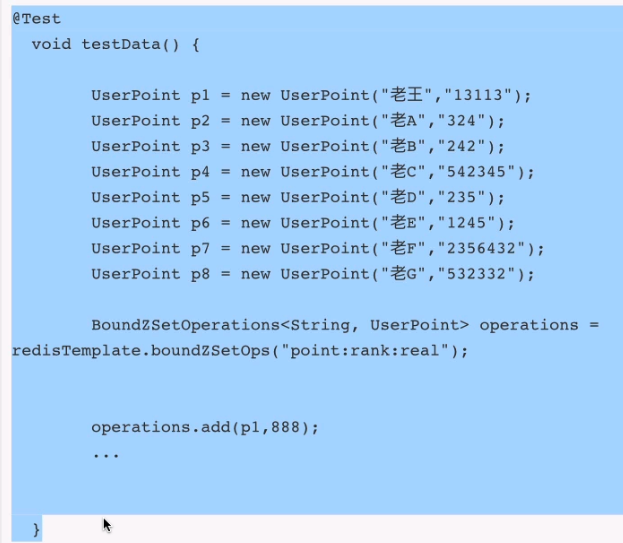 @Test
void testData() {
UserPoint p1 = new UserPoint("老王","13113");
UserPoint p2 = new UserPoint("老A","324");
UserPoint p3 = new UserPoint("老B","242");
UserPoint p4 = new UserPoint("老C","542345");
UserPoint p5 = new UserPoint("老D","235");
UserPoint p6 = new UserPoint("老E","1245");
UserPoint p7 = new UserPoint("老F","2356432");
UserPoint p8 = new UserPoint("老G","532332");
BoundZSetOperations<String, UserPoint> operations =
redisTemplate.boundZSetOps("point:rank:real");
operations.add(p1,888);
...
}